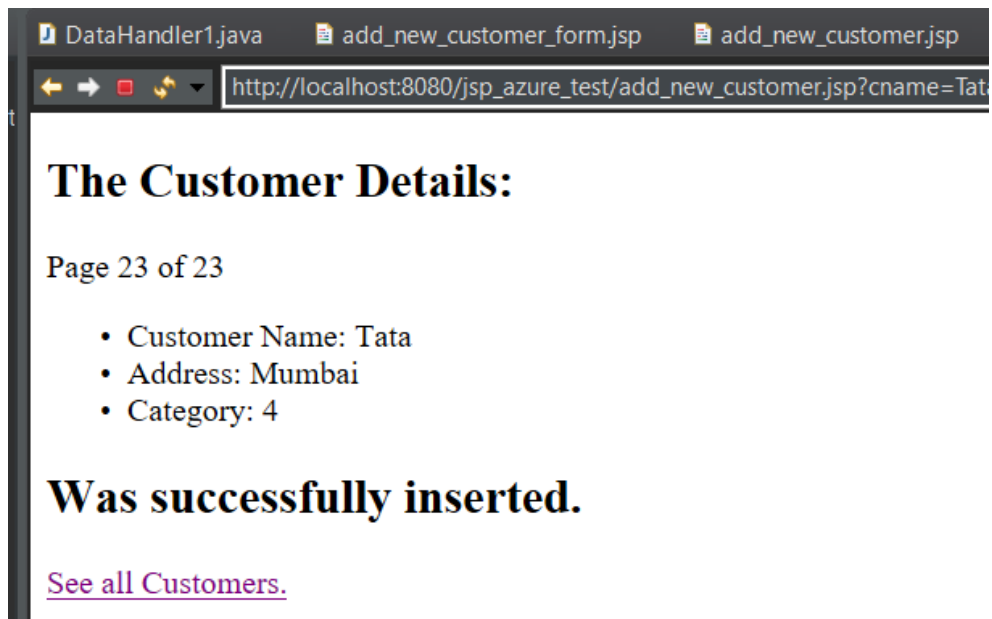 DataHandler1.java add_new_customer_form.jsp add_new_customer.jsp
http://localhost:8080/jsp_azure_test/add_new_customer.jsp?cname=Tata
The Customer Details:
Page 23 of 23
• Customer Name: Tata
• Address: Mumbai
• Category: 4
Was successfully inserted.
See all Customers.